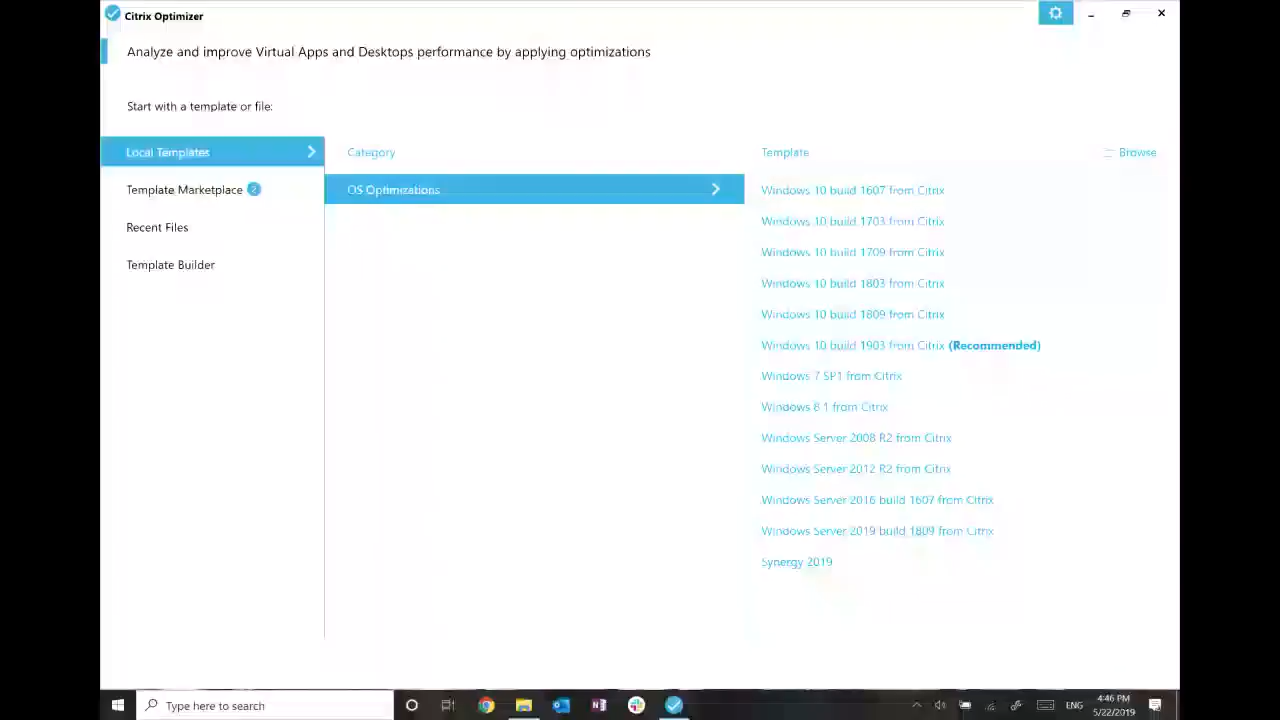 Citrix Optimizer
Analyze and improve Virtual Apps and Desktops performance by applying optimizations
Start with a template or file:
Local Templates
Template Marketplace 2
Recent Files
Template Builder
Category
OS Optimizations
Template
Browse
Windows 10 build 1607 from Citrix
Windows 10 build 1703 from Citrix
Windows 10 build 1709 from Citrix
Windows 10 build 1803 from Citrix
Windows 10 build 1809 from Citrix
Windows 10 build 1903 from Citrix (Recommended)
Windows 7 SP1 from Citrix
Windows 8.1 from Citrix
Windows Server 2008 R2 from Citrix
Windows Server 2012 R2 from Citrix
Windows Server 2016 build 1607 from Citrix
Windows Server 2019 build 1809 from Citrix
Synergy 2019
Type here to search
ENG
4:46 PM
5/22/2019